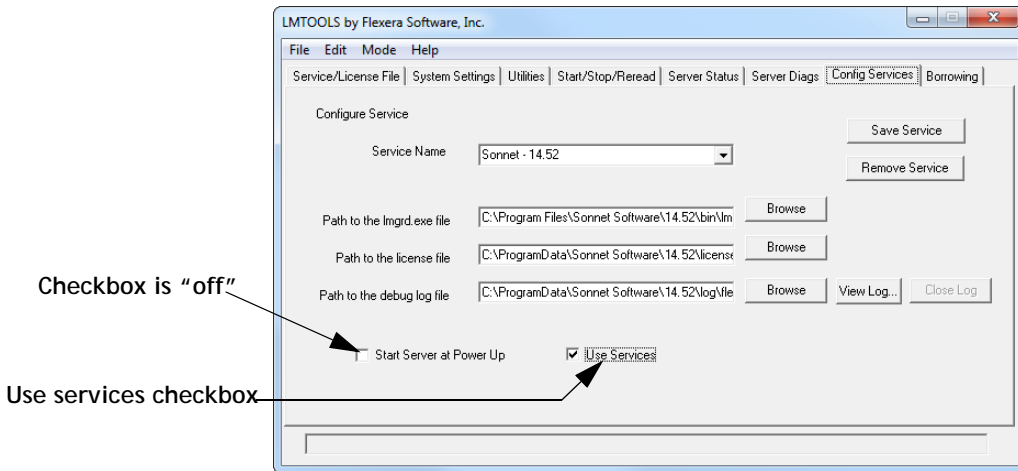 LMTOOLS by Flexera Software, Inc.
File Edit Mode Help
Service/License File System Settings Utilities Start/Stop/Reread Server Status Server Diags Config Services Borrowing
Configure Service
Save Service
Service Name Sonnet - 14.52
Remove Service
Path to the lmgrd.exe file C:\Program Files\Sonnet Software\14.52\bin\lm Browse
Path to the license file C:\ProgramData\Sonnet Software\14.52\license Browse
Path to the debug log file C:\ProgramData\Sonnet Software\14.52\log\fle Browse View Log... Close Log
Checkbox is “off”
Start Server at Power Up Use Services
Use services checkbox